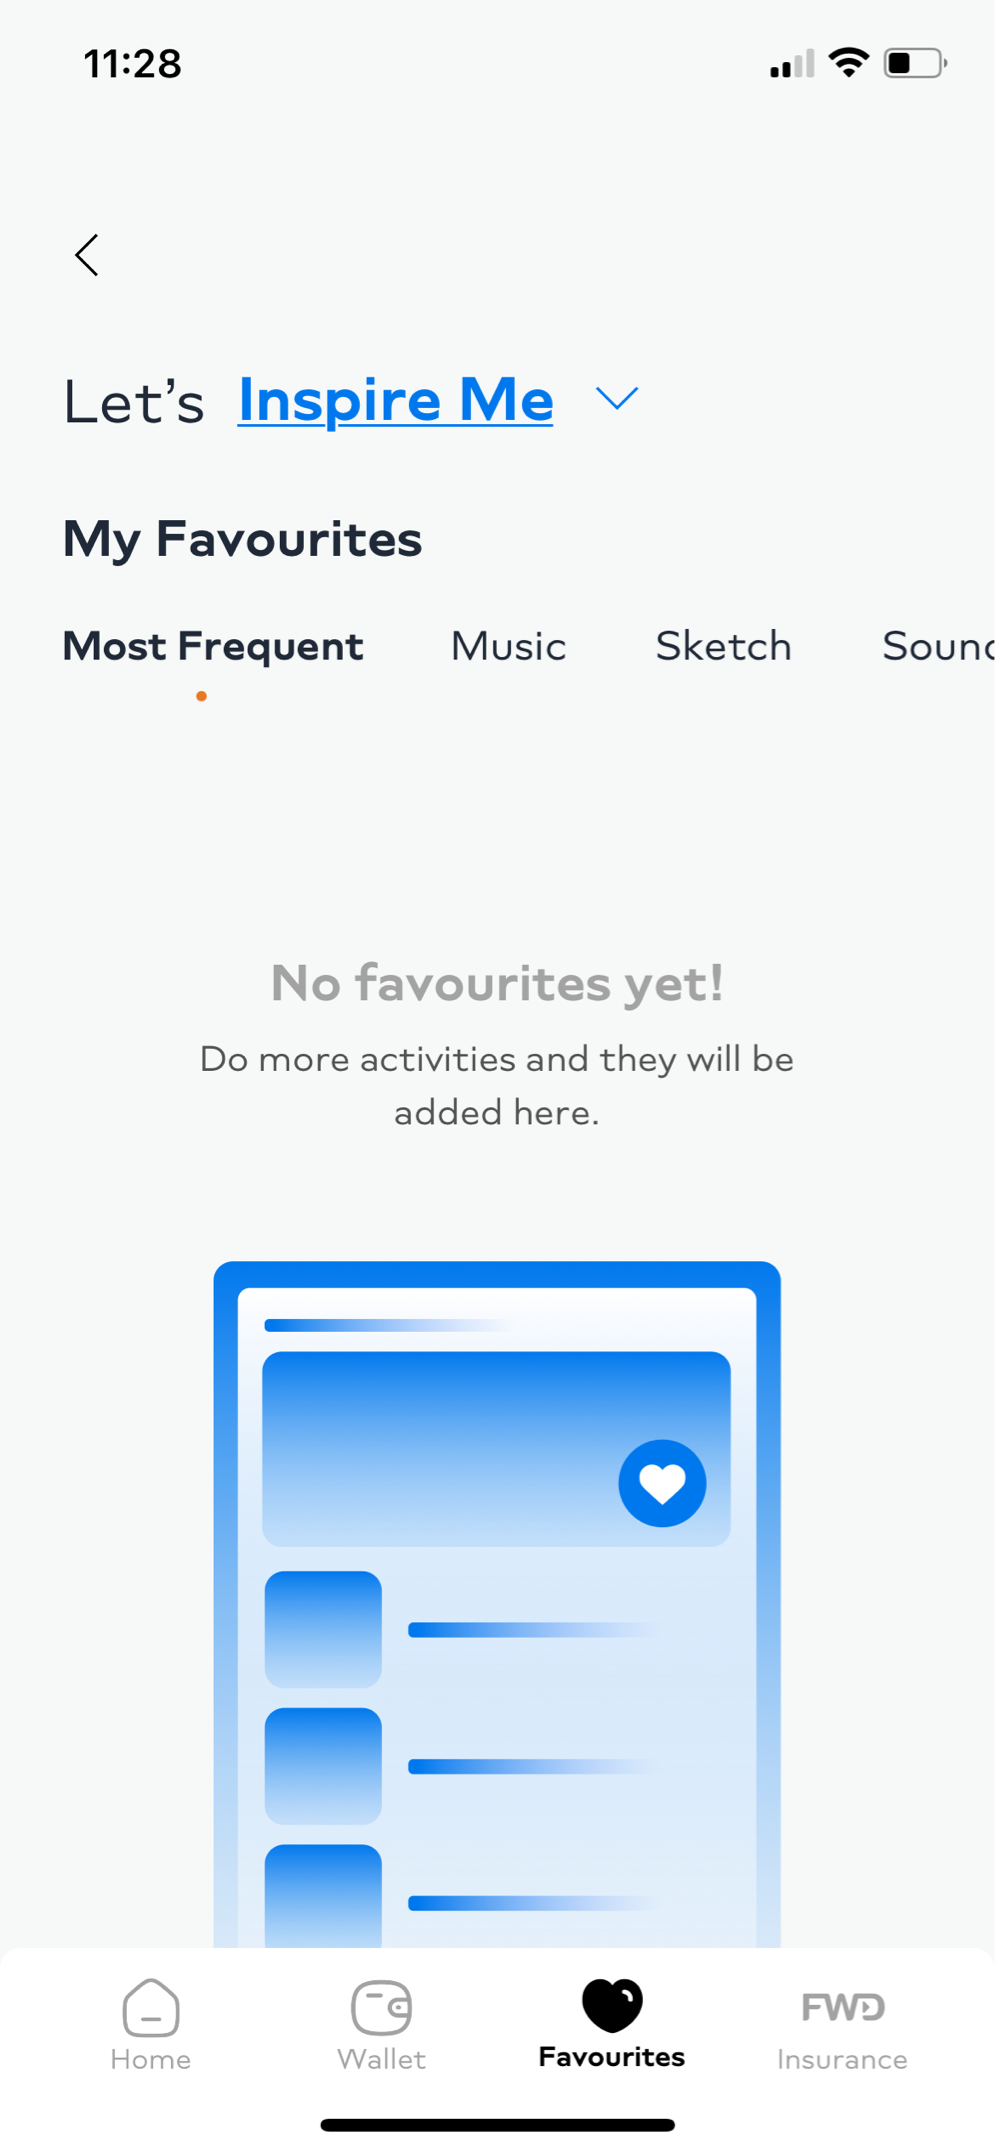 11:28
Let’s Inspire Me
My Favourites
Most Frequent Music Sketch
No favourites yet!
Do more activities and they will be
added here.
Home Wallet Favourites FWD Insurance